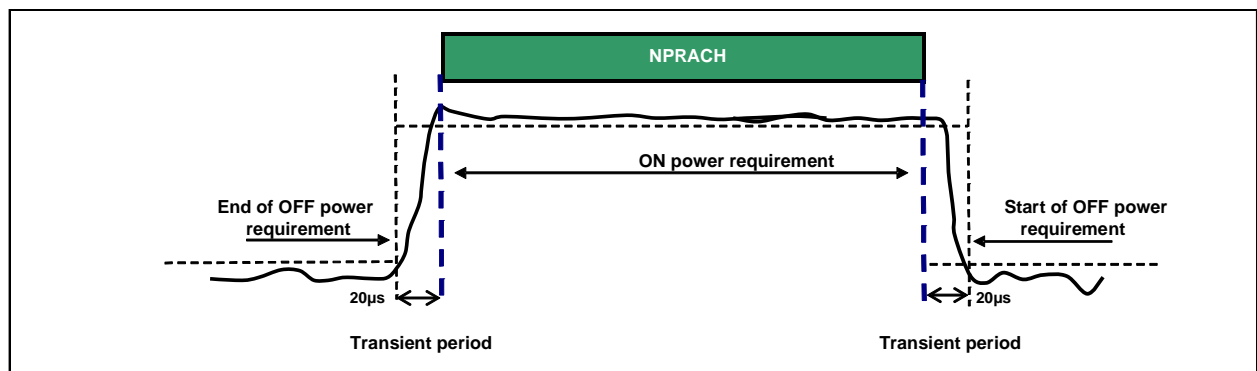 NPRACH
ON power requirement
End of OFF power
requirement
Start of OFF power
requirement
20µs
20µs
Transient period
Transient period